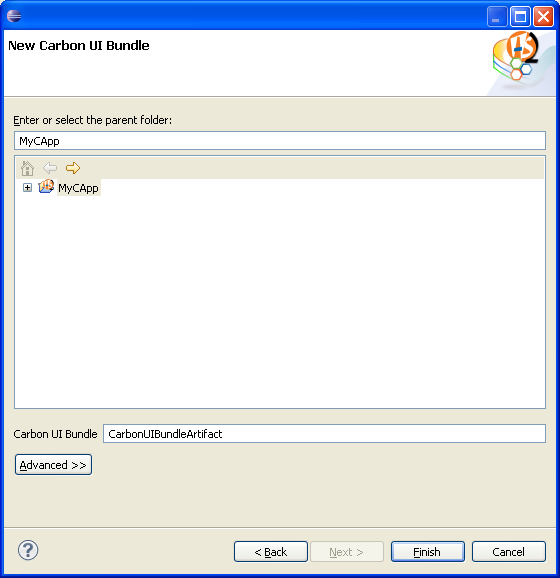 New Carbon UI Bundle
Enter or select the parent folder:
MyCApp
MyCApp
Carbon UI Bundle CarbonUIBundleArtifact
Advanced >>
< Back Next > Finish Cancel